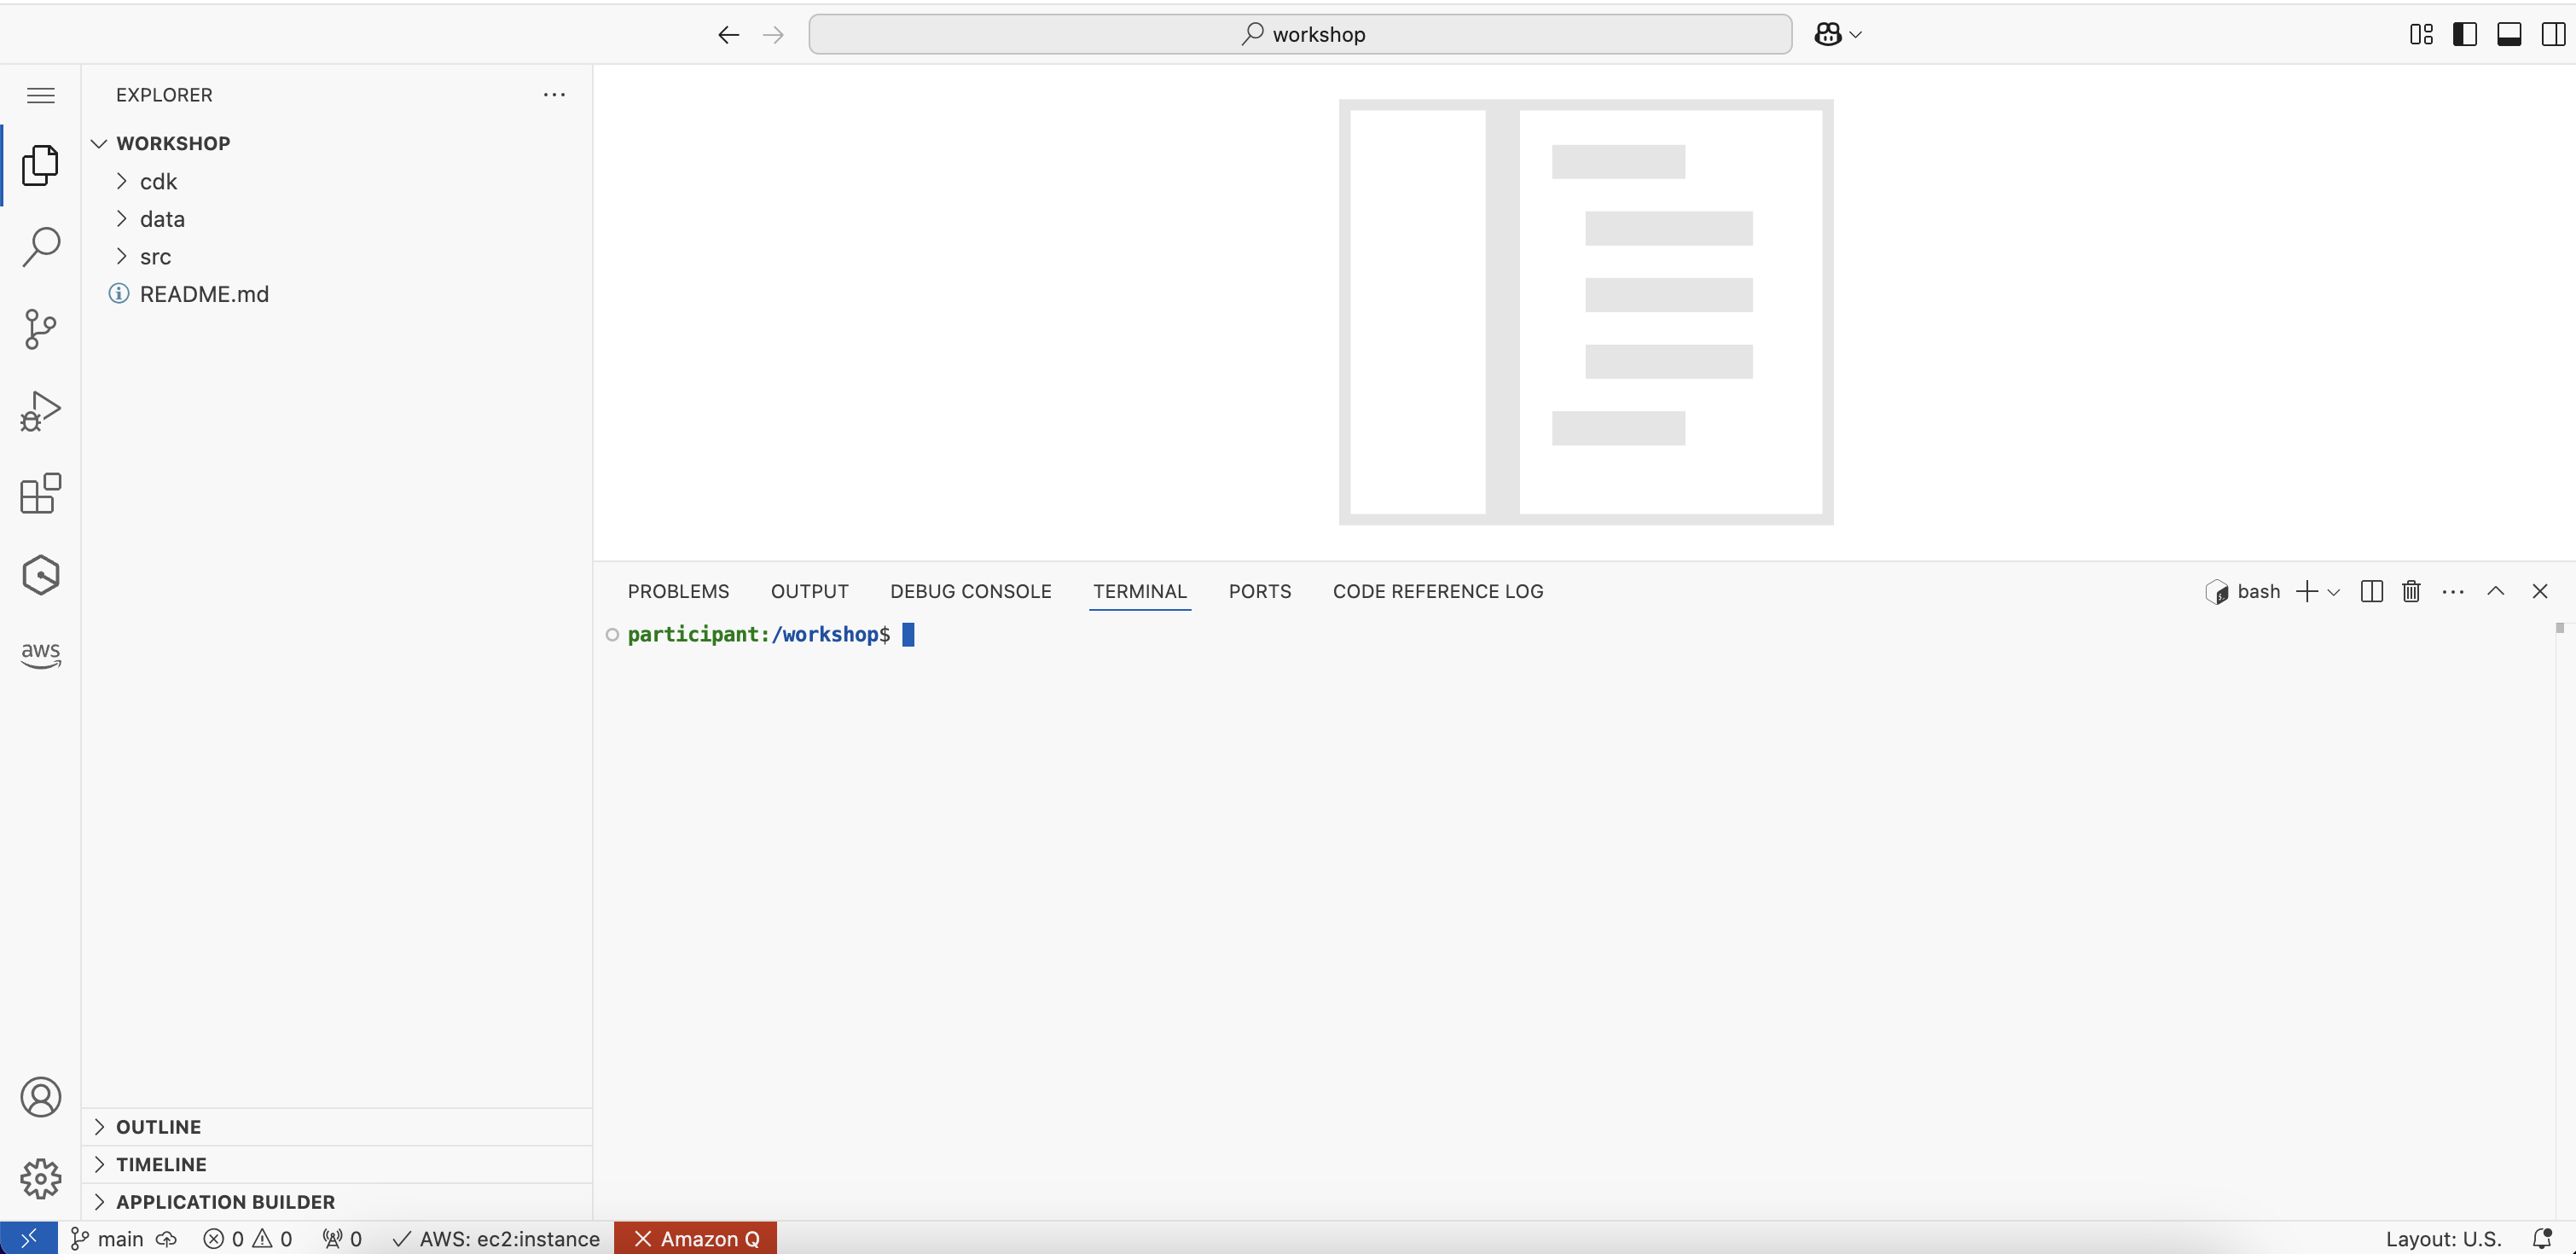 workshop
EXPLORER
WORKSHOP
cdk
data
src
README.md
aws
OUTLINE
TIMELINE
APPLICATION BUILDER
PROBLEMS OUTPUT DEBUG CONSOLE TERMINAL PORTS CODE REFERENCE LOG bash
participant:/workshop$
main 0 0 0 AWS: ec2:instance Amazon Q Layout: U.S.